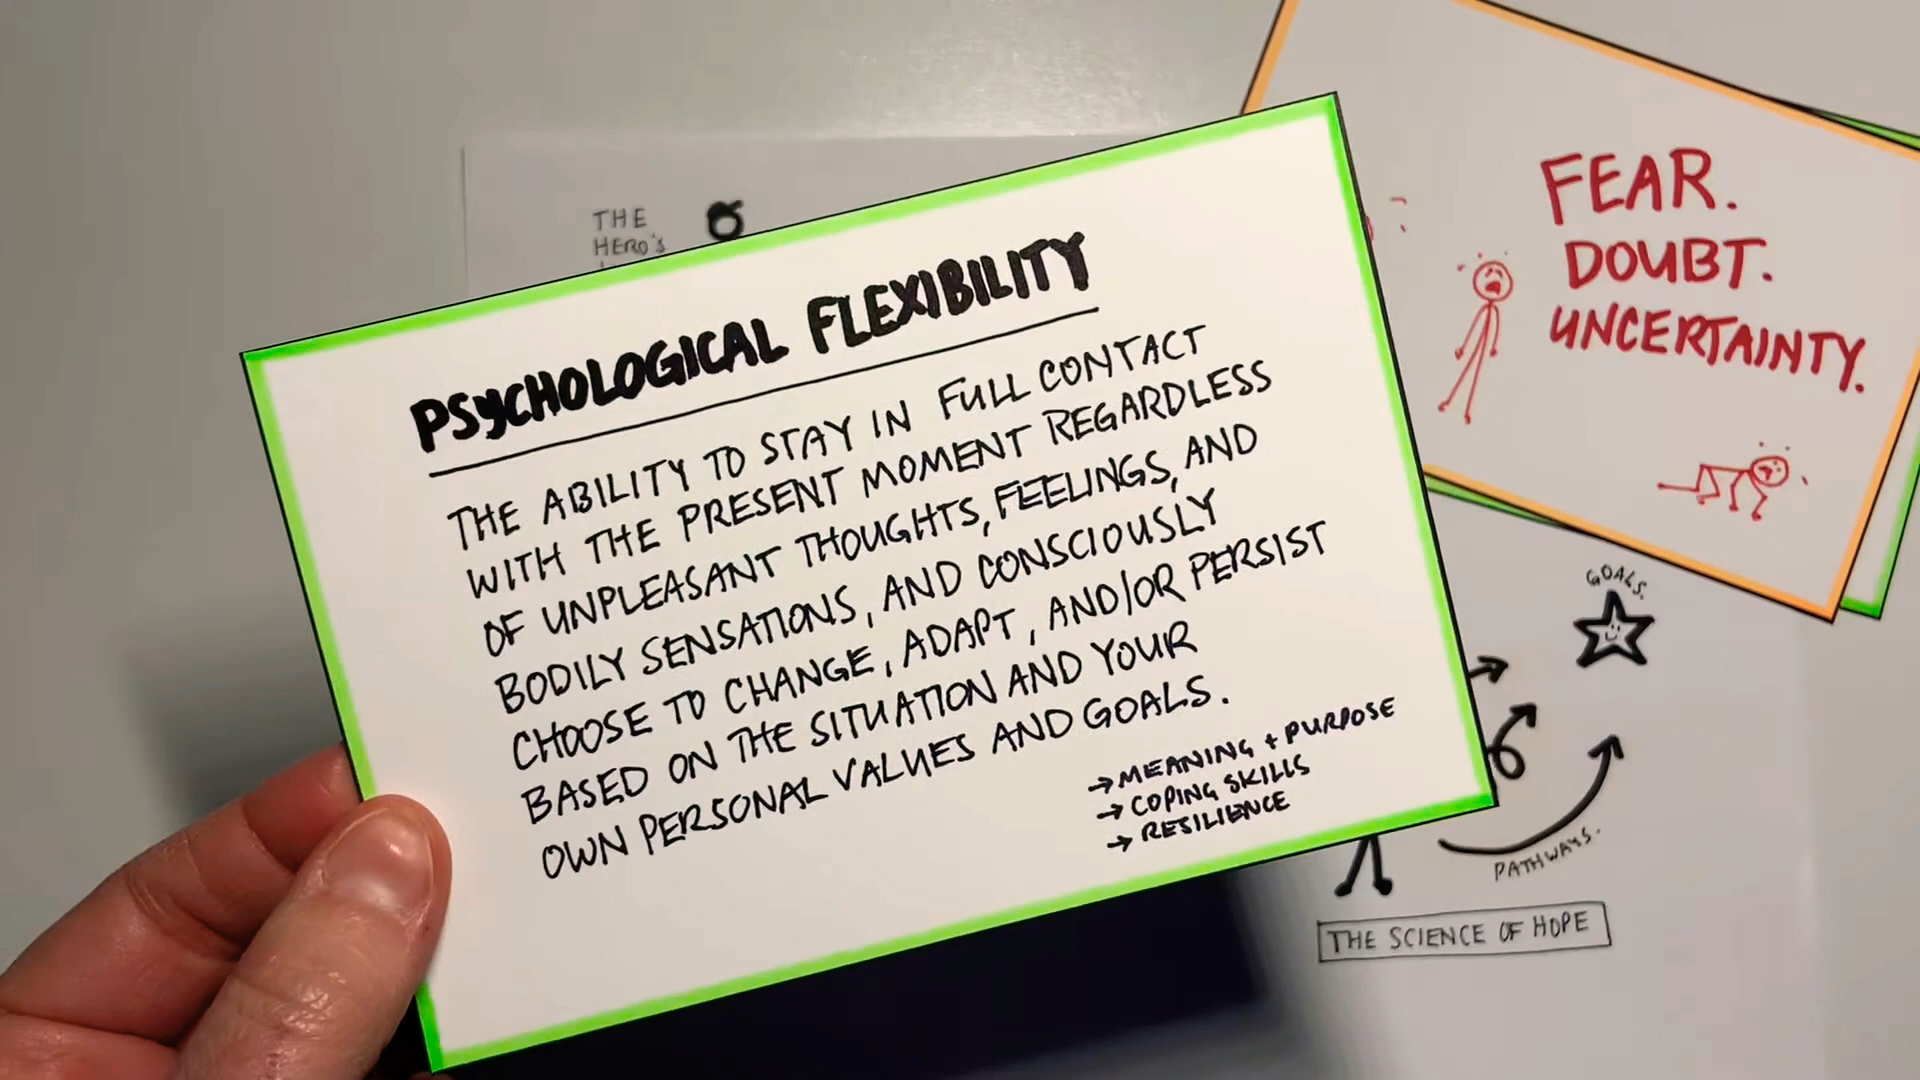 THE
HERO'S
PSYCHOLOGICAL FLEXIBILITY
THE ABILITY TO STAY IN FULL CONTACT
WITH THE PRESENT MOMENT REGARDLESS
OF UNPLEASANT THOUGHTS, FEELINGS, AND
BODILY SENSATIONS, AND CONSCIOUSLY
CHOOSE TO CHANGE, ADAPT, AND/OR PERSIST
BASED ON THE SITUATION AND YOUR
OWN PERSONAL VALUES AND GOALS.
→ MEANING + PURPOSE
→ COPING SKILLS
→ RESILIENCE
FEAR.
DOUBT.
UNCERTAINTY.
GOALS.
PATHWAYS.
THE SCIENCE OF HOPE